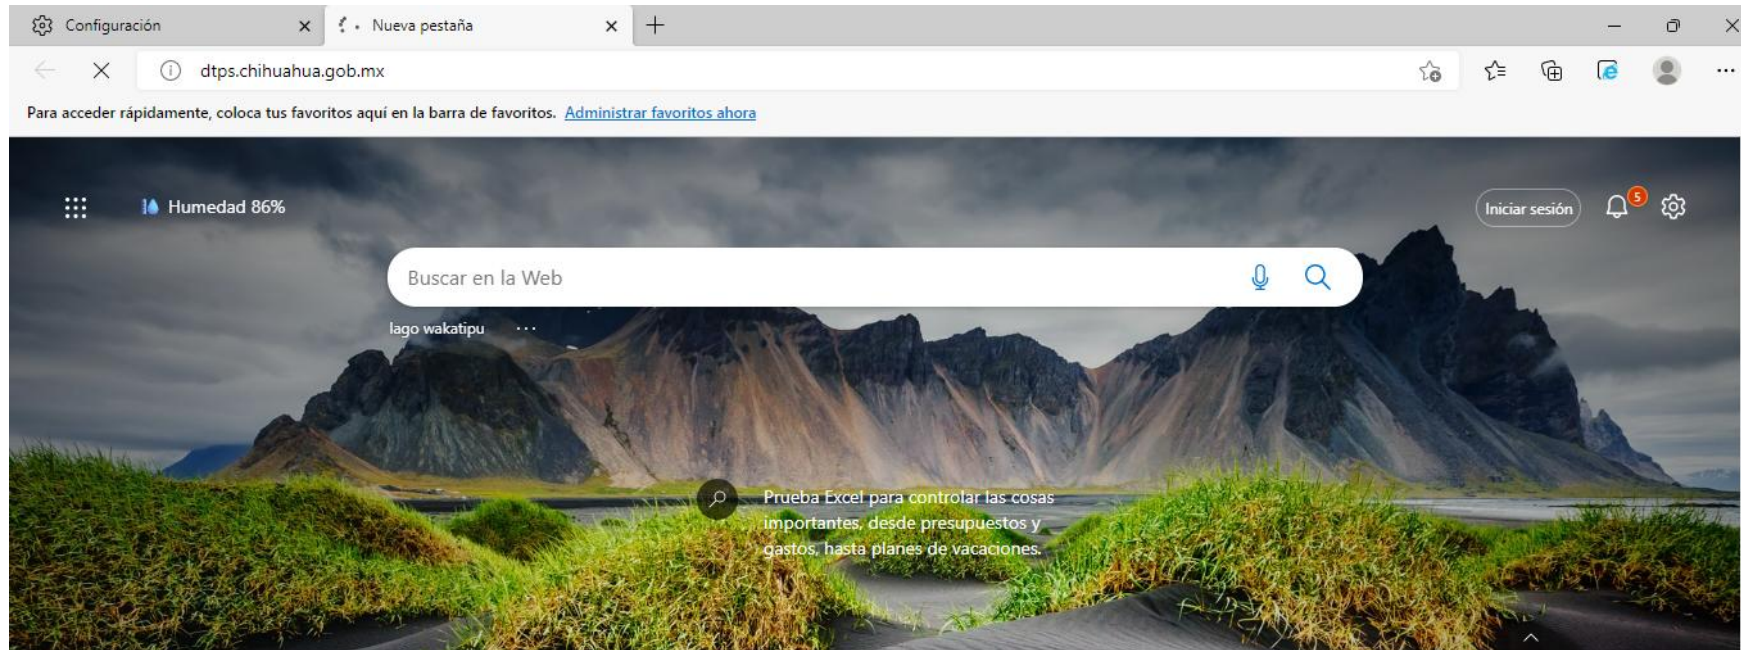 Configuración
Nueva pestaña
dtps.chihuahua.gob.mx
Para acceder rápidamente, coloca tus favoritos aquí en la barra de favoritos. Administrar favoritos ahora
Humedad 86%
Iniciar sesión
5
Buscar en la Web
lago wakatipu ...
Prueba Excel para controlar las cosas
importantes, desde presupuestos y
gastos, hasta planes de vacaciones.